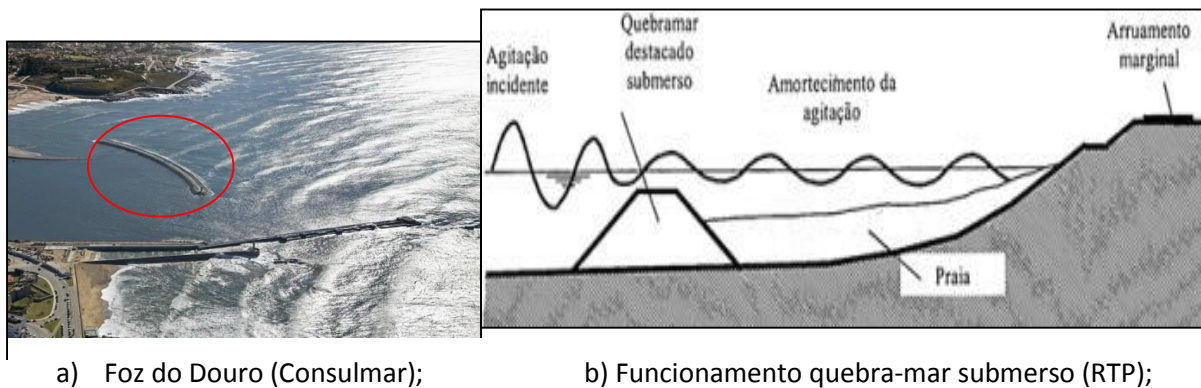 Agitação
incidente
Quebramar
destacado
submerso
Amortecimento da
agitação
Arruamento
marginal
Praia
a) Foz do Douro (Consulmar);
b) Funcionamento quebra-mar submerso (RTP);